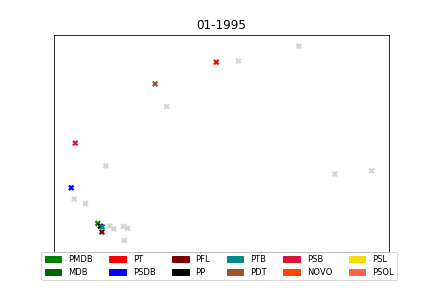 01-1995
PMDB PT PFL PTB PSB PSL
MDB PSDB PP PDT NOVO PSOL